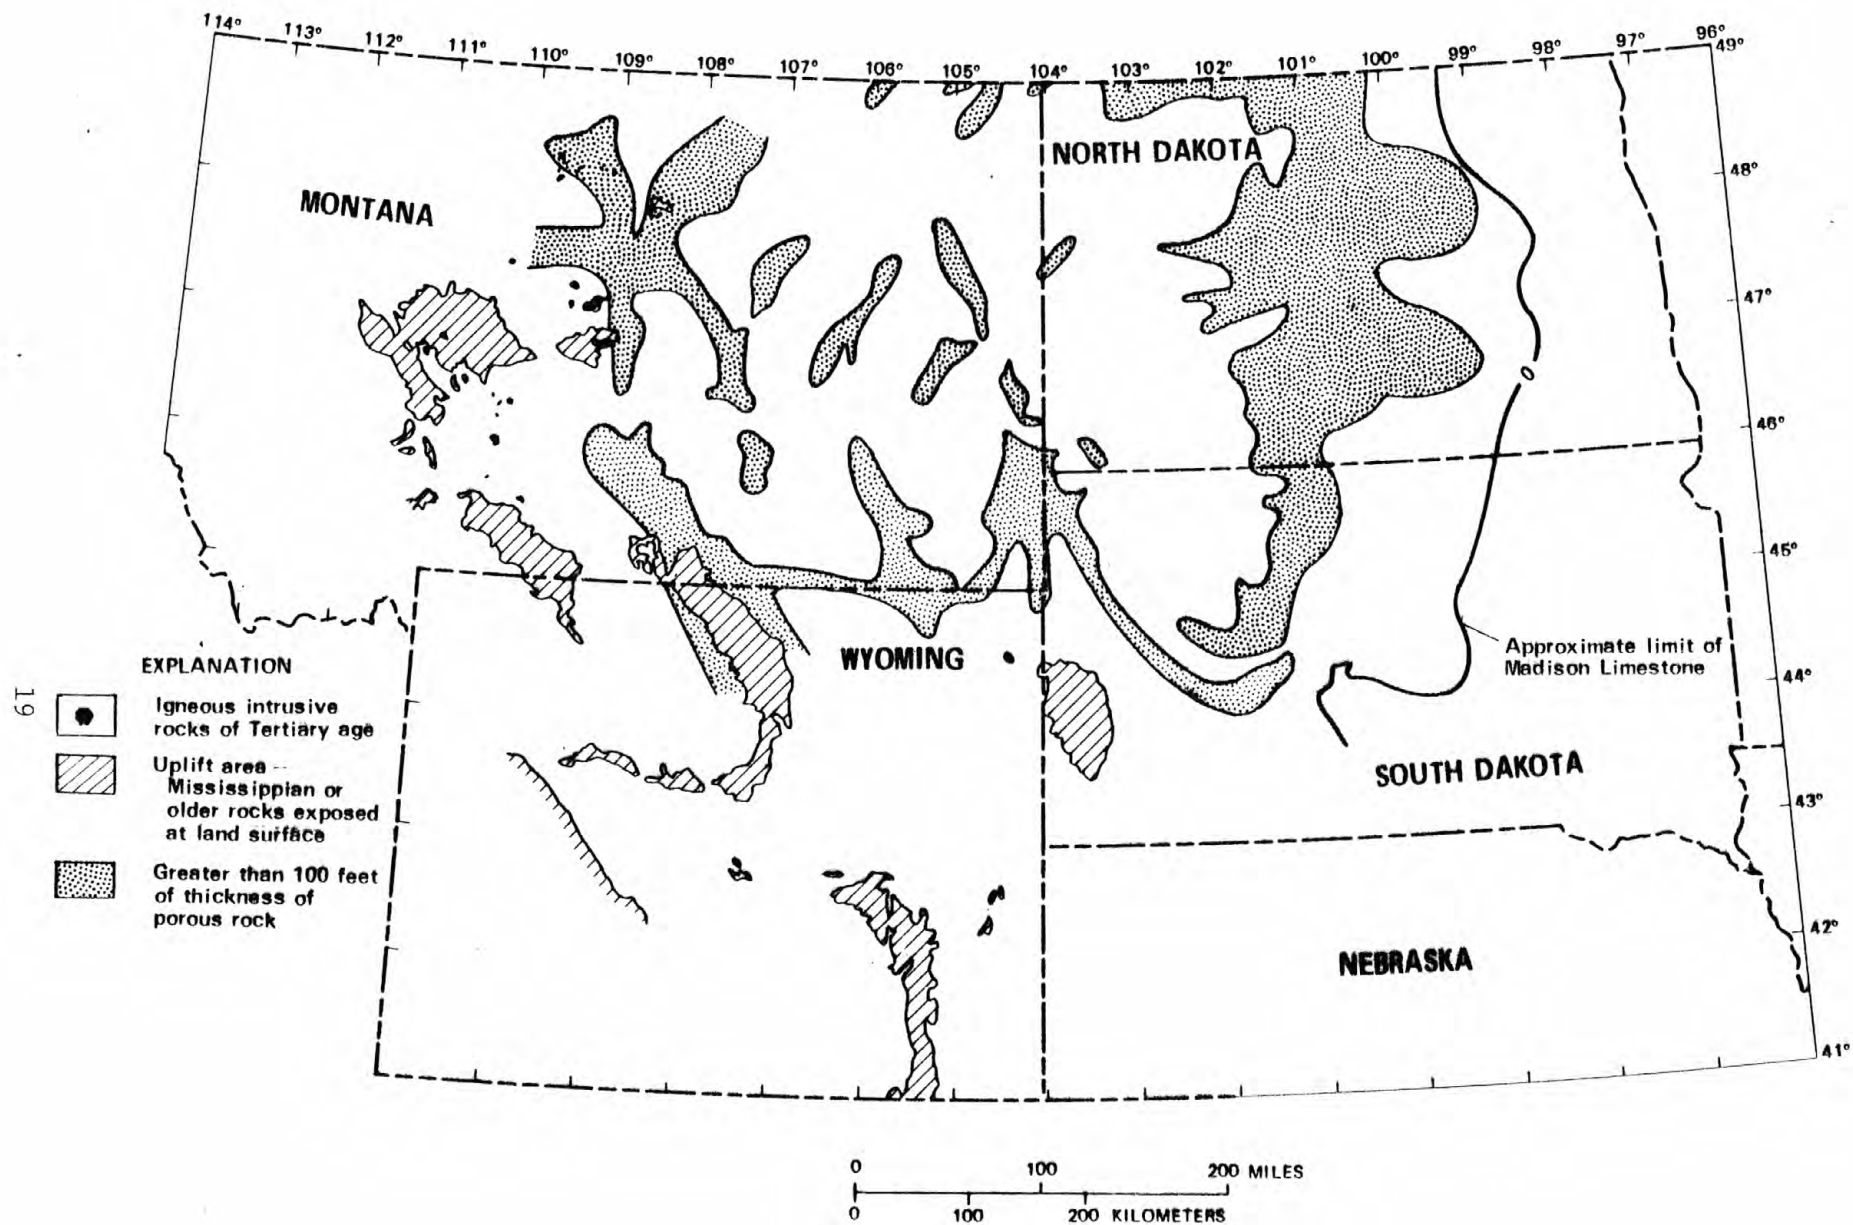 114° 113° 112° 111° 110° 109° 108° 107° 106° 105° 104° 103° 102° 101° 100° 99° 98° 97° 96°
49°
NORTH DAKOTA
48°
MONTANA
47°
0
46°
45°
Approximate limit of
Madison Limestone
WYOMING
44°
EXPLANATION
Igneous intrusive
rocks of Tertiary age
Uplift area --
Mississippian or
older rocks exposed
at land surface
Greater than 100 feet
of thickness of
porous rock
19
SOUTH DAKOTA
43°
42°
NEBRASKA
41°
0 100 200 MILES
0 100 200 KILOMETERS